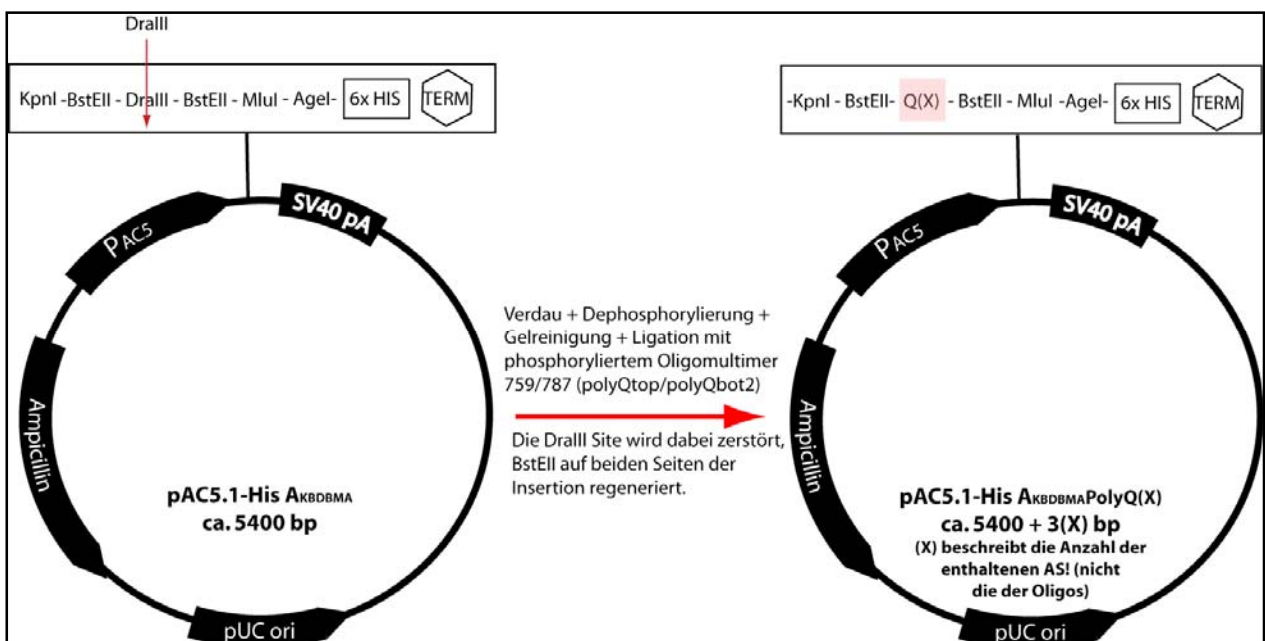 DraIII
KpnI -BstEII - DraIII - BstEII - MluI - AgeI- 6x HIS TERM
PAC5
SV40 pA
Ampicillin
pUC ori
pAC5.1-His AKBDBMA
ca. 5400 bp
Verdau + Dephosphorylierung +
Gelreinigung + Ligation mit
phosphoryliertem Oligomultimer
759/787 (polyQtop/polyQbot2)
Die DraIII Site wird dabei zerstört,
BstEII auf beiden Seiten der
Insertion regeneriert.
-KpnI - BstEII- Q(X) - BstEII - MluI -AgeI- 6x HIS TERM
PAC5
SV40 pA
Ampicillin
pUC ori
pAC5.1-His AKBDBMAPolyQ(X)
ca. 5400 + 3(X) bp
(X) beschreibt die Anzahl der
enthaltenen AS! (nicht
die der Oligos)